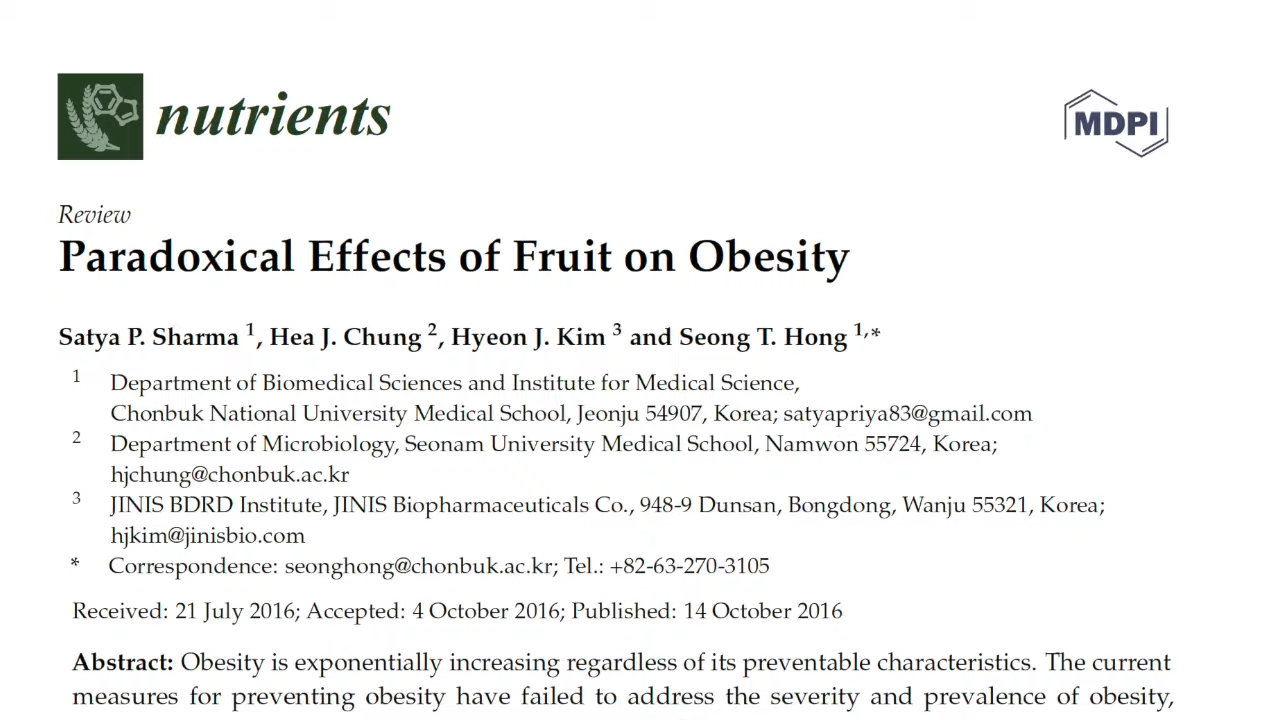 nutrients
MDPI
Review
Paradoxical Effects of Fruit on Obesity
Satya P. Sharma 1, Hea J. Chung 2, Hyeon J. Kim 3 and Seong T. Hong 1,*
1 Department of Biomedical Sciences and Institute for Medical Science,
Chonbuk National University Medical School, Jeonju 54907, Korea; satyapriya83@gmail.com
2 Department of Microbiology, Seonam University Medical School, Namwon 55724, Korea;
hjchung@chonbuk.ac.kr
3 JINIS BDRD Institute, JINIS Biopharmaceuticals Co., 948-9 Dunsan, Bongdong, Wanju 55321, Korea;
hjkim@jinisbio.com
* Correspondence: seonghong@chonbuk.ac.kr; Tel.: +82-63-270-3105
Received: 21 July 2016; Accepted: 4 October 2016; Published: 14 October 2016
Abstract: Obesity is exponentially increasing regardless of its preventable characteristics. The current
measures for preventing obesity have failed to address the severity and prevalence of obesity,